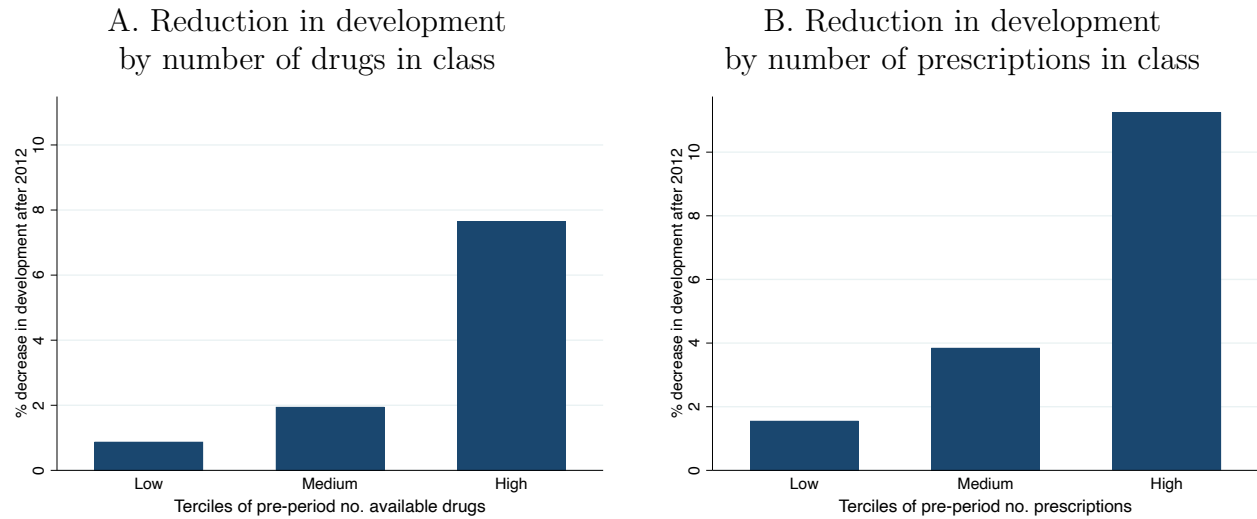 A. Reduction in development
by number of drugs in class
% decrease in development after 2012
10
8
6
4
2
0
Low Medium High
Terciles of pre-period no. available drugs
B. Reduction in development
by number of prescriptions in class
% decrease in development after 2012
10
8
6
4
2
0
Low Medium High
Terciles of pre-period no. prescriptions